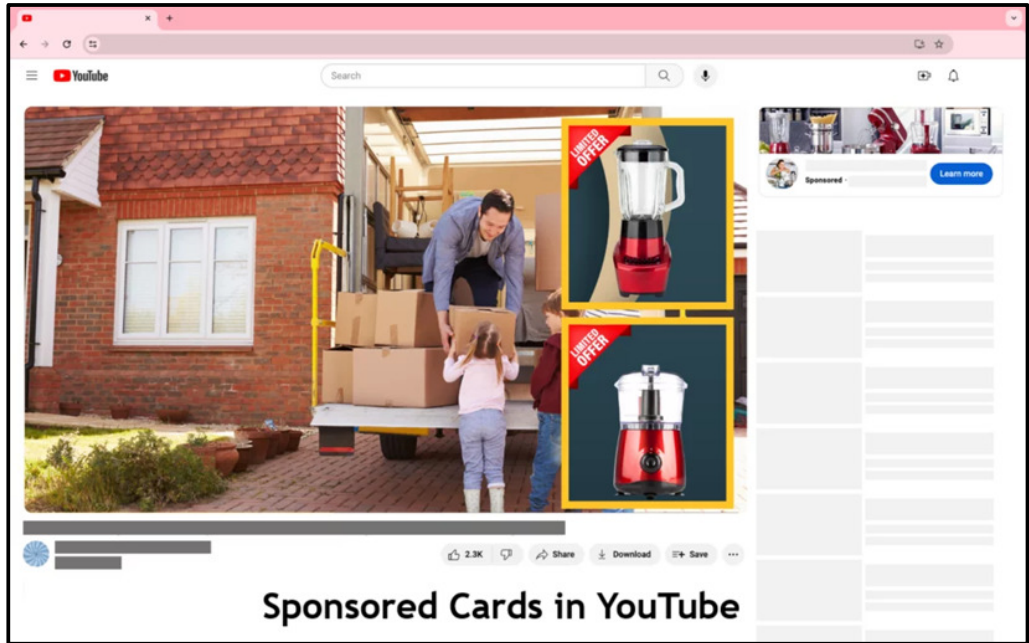 YouTube
Search
LIMITED
OFFER
Sponsored ·
Learn more
LIMITED
OFFER
2.3K
Share
Download
Save
Sponsored Cards in YouTube